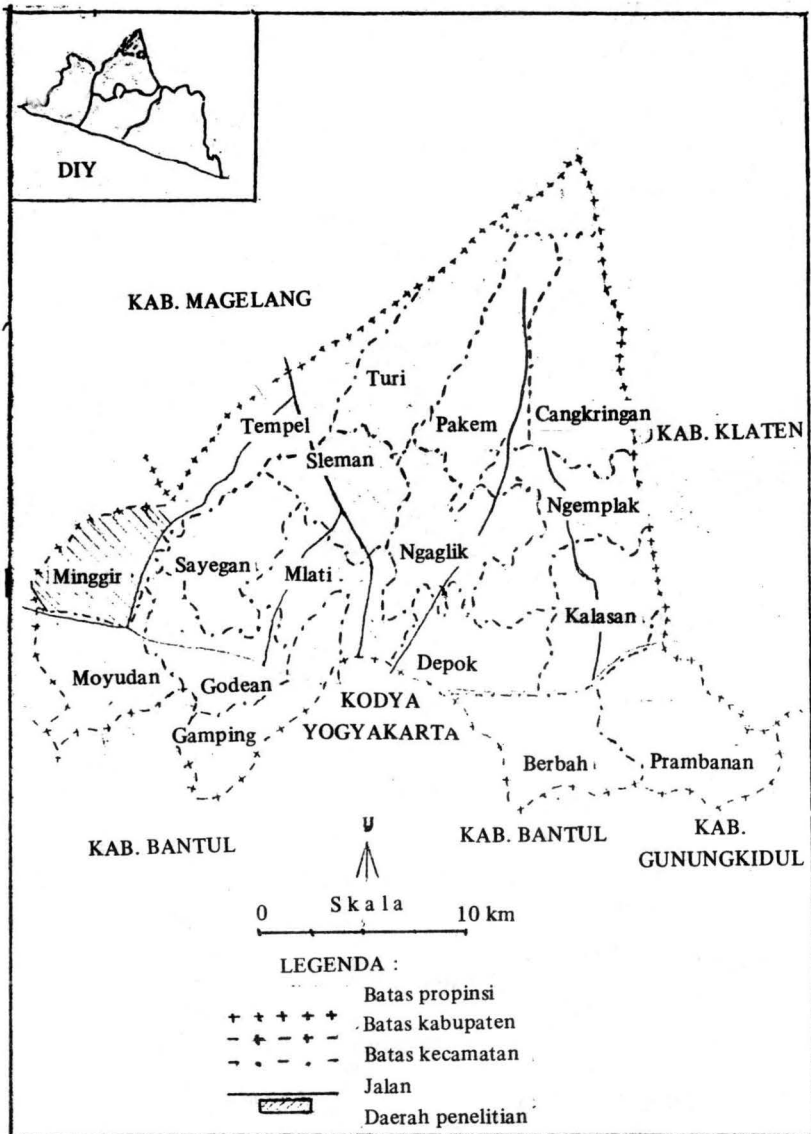 DIY
KAB. MAGELANG
Turi
Tempel
Pakem
Cangkringan
KAB. KLATEN
Sleman
Ngemplak
Minggir
Sayegan
Mlati
Ngaglik
Kalasan
Moyudan
Godean
Depok
KODYA
YOGYAKARTA
Gamping
Berbah
Prambanan
KAB. BANTUL
U
KAB. BANTUL
KAB.
GUNUNGKIDUL
Skala
0 10 km
LEGENDA :
Batas propinsi
Batas kabupaten
Batas kecamatan
Jalan
Daerah penelitian